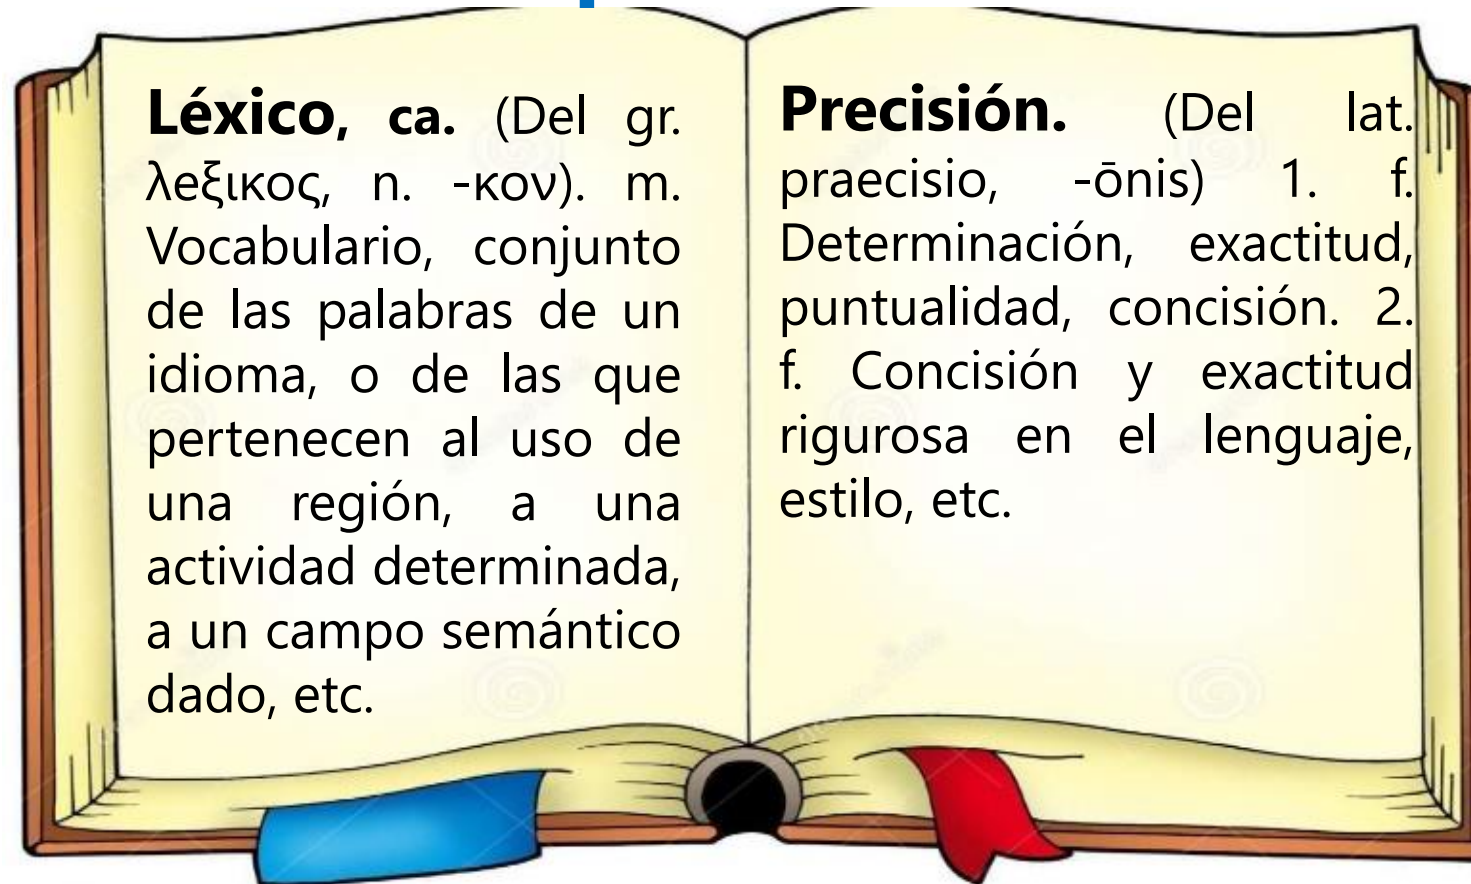 Léxico, ca. (Del gr.
λeξικος, n. -κον). m.
Vocabulario, conjunto
de las palabras de un
idioma, o de las que
pertenecen al uso de
una región, a una
actividad determinada,
a un campo semántico
dado, etc.
Precisión. (Del lat.
praecisio, -ōnis) 1. f.
Determinación, exactitud,
puntualidad, concisión. 2.
f. Concisión y exactitud
rigurosa en el lenguaje,
estilo, etc.